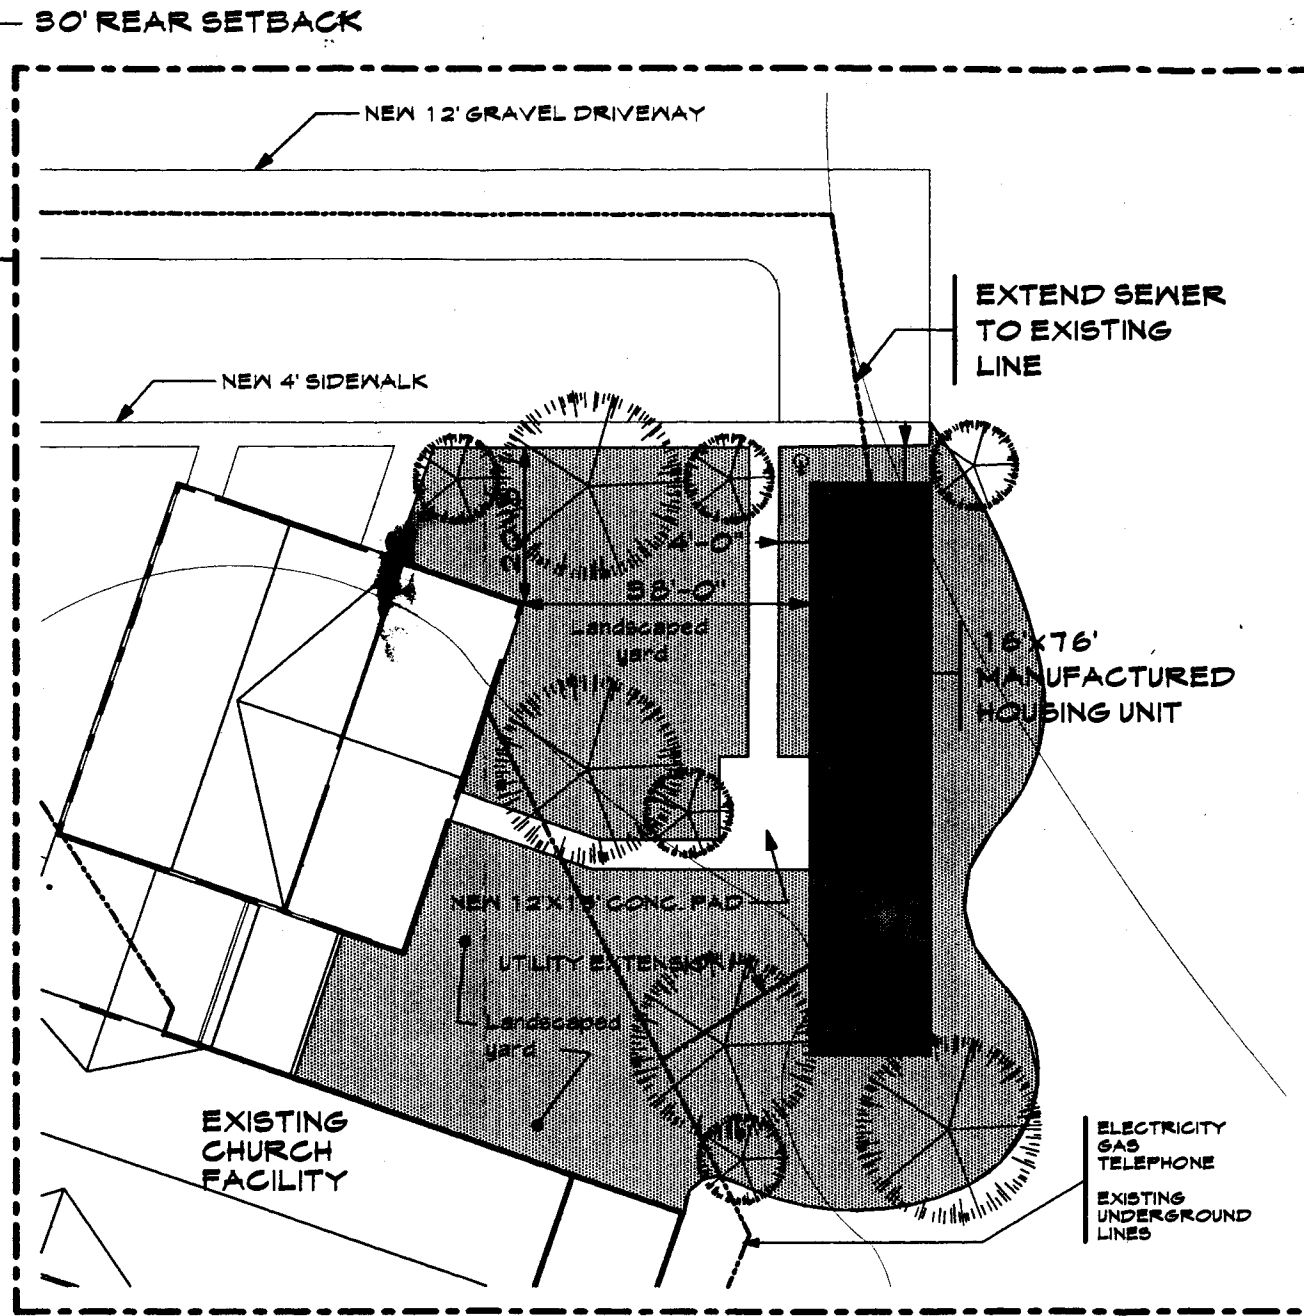 30' REAR SETBACK
NEW 12' GRAVEL DRIVEWAY
EXTEND SEWER
TO EXISTING
LINE
NEW 4' SIDEWALK
4'-0"
38'-0"
Landscaped
yard
16'X76'
MANUFACTURED
HOUSING UNIT
CONC. PAD
UTILITY EXTENSION
Landscaped
yard
EXISTING
CHURCH
FACILITY
ELECTRICITY
GAS
TELEPHONE
EXISTING
UNDERGROUND
LINES